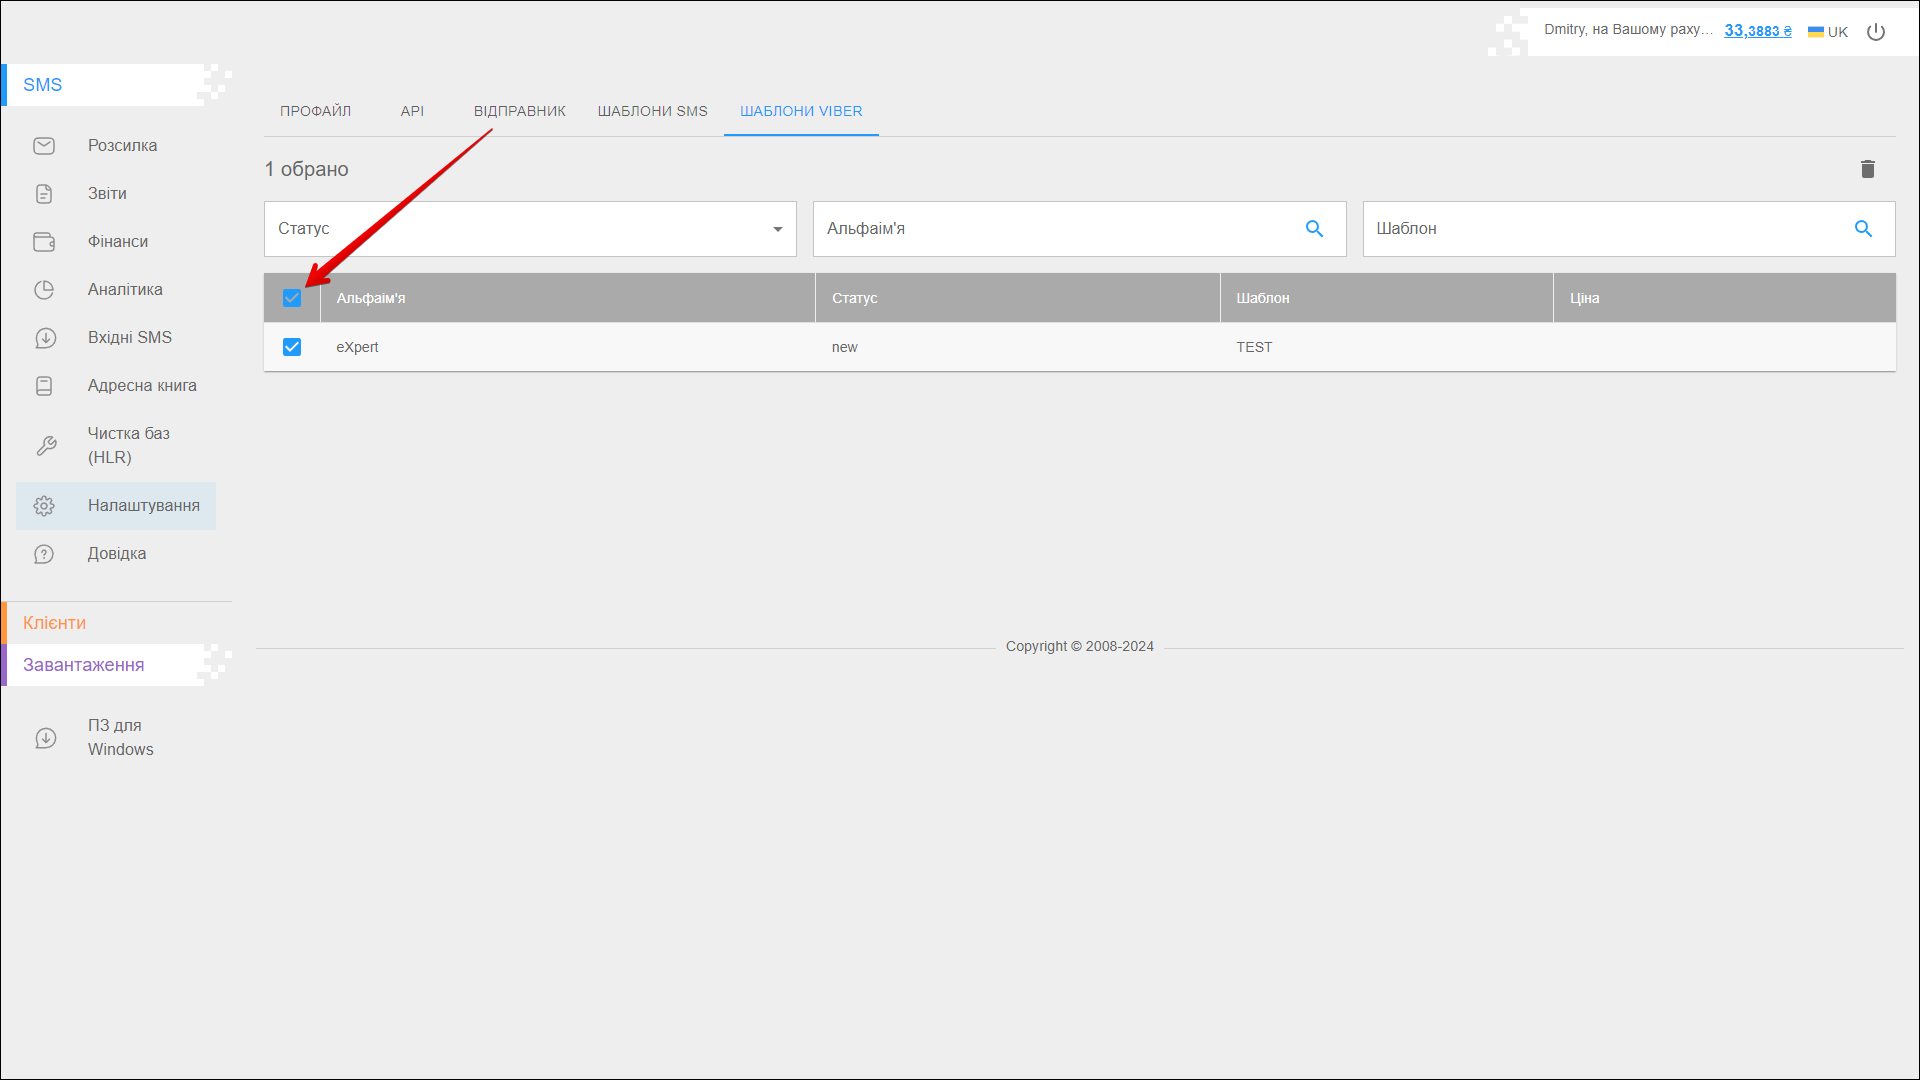 Dmitry, на Вашому раху... 33,3883 ₴ UK
SMS
Розсилка
Звіти
Фінанси
Аналітика
Вхідні SMS
Адресна книга
Чистка баз
(HLR)
Налаштування
Довідка
Клієнти
Завантаження
ПЗ для
Windows
ПРОФАЙЛ API ВІДПРАВНИК ШАБЛОНИ SMS ШАБЛОНИ VIBER
1 обрано
Статус Альфаім'я Шаблон
Альфаім'я Статус Шаблон Ціна
eXpert new TEST
Copyright © 2008-2024